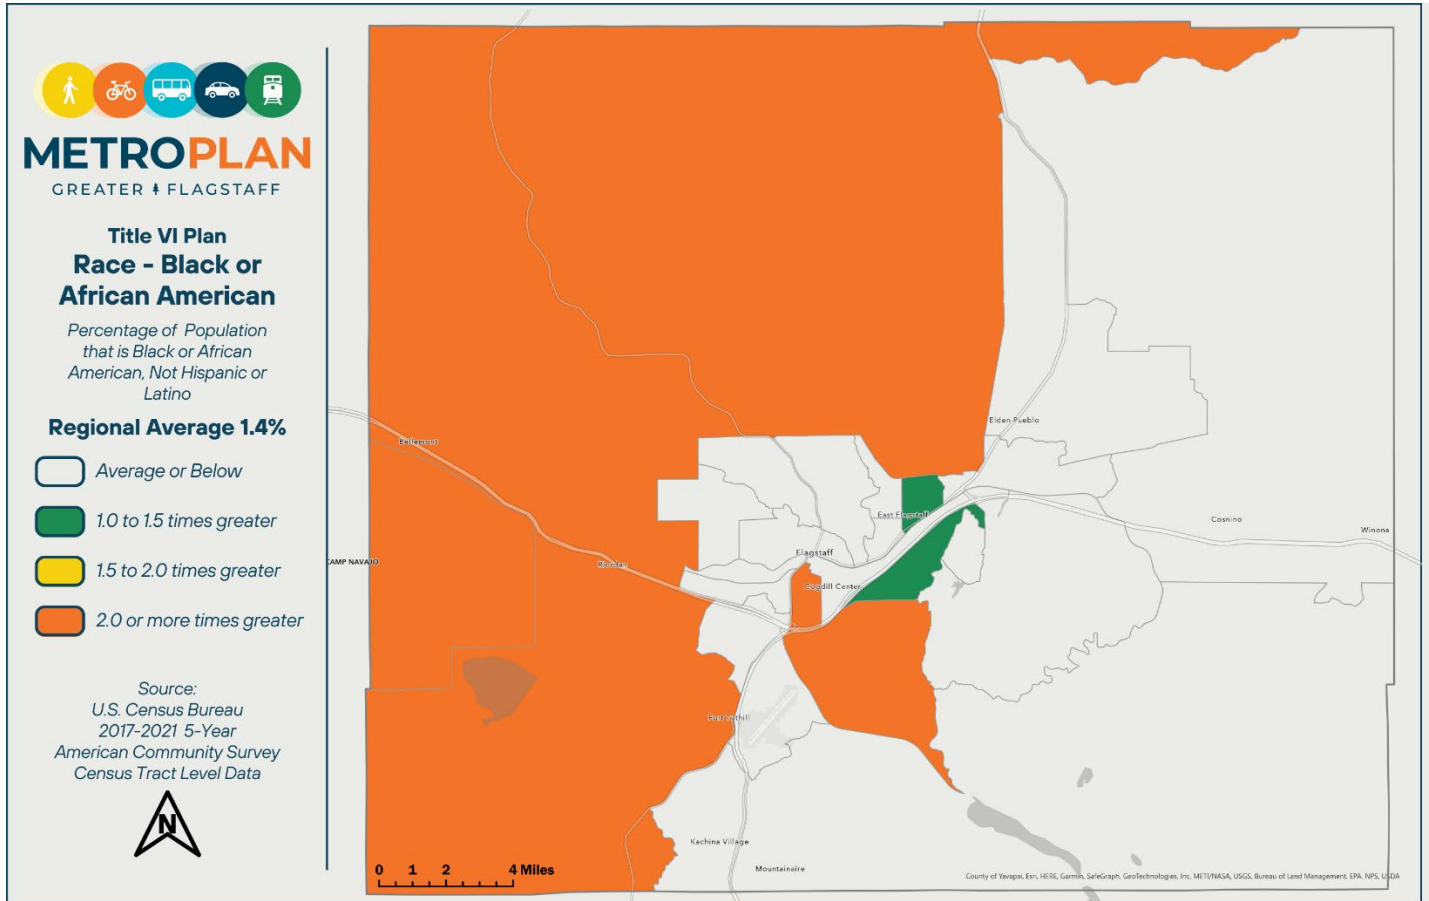 METROPLAN
GREATER FLAGSTAFF
Title VI Plan
Race - Black or
African American
Percentage of Population
that is Black or African
American, Not Hispanic or
Latino
Regional Average 1.4%
Average or Below
1.0 to 1.5 times greater
1.5 to 2.0 times greater
2.0 or more times greater
Source:
U.S. Census Bureau
2017-2021 5-Year
American Community Survey
Census Tract Level Data
N
Elden Pueblo
Bellemont
East Flagstaff
Cosnino
Winona
Flagstaff
CAMP NAVAJO
Riordan
Cogdill Center
Kachina Village
Mountainaire
0 1 2 4 Miles
County of Yavapai, Esri, HERE, Garmin, SafeGraph, GeoTechnologies, Inc, METI/NASA, USGS, Bureau of Land Management, EPA, NPS, USDA